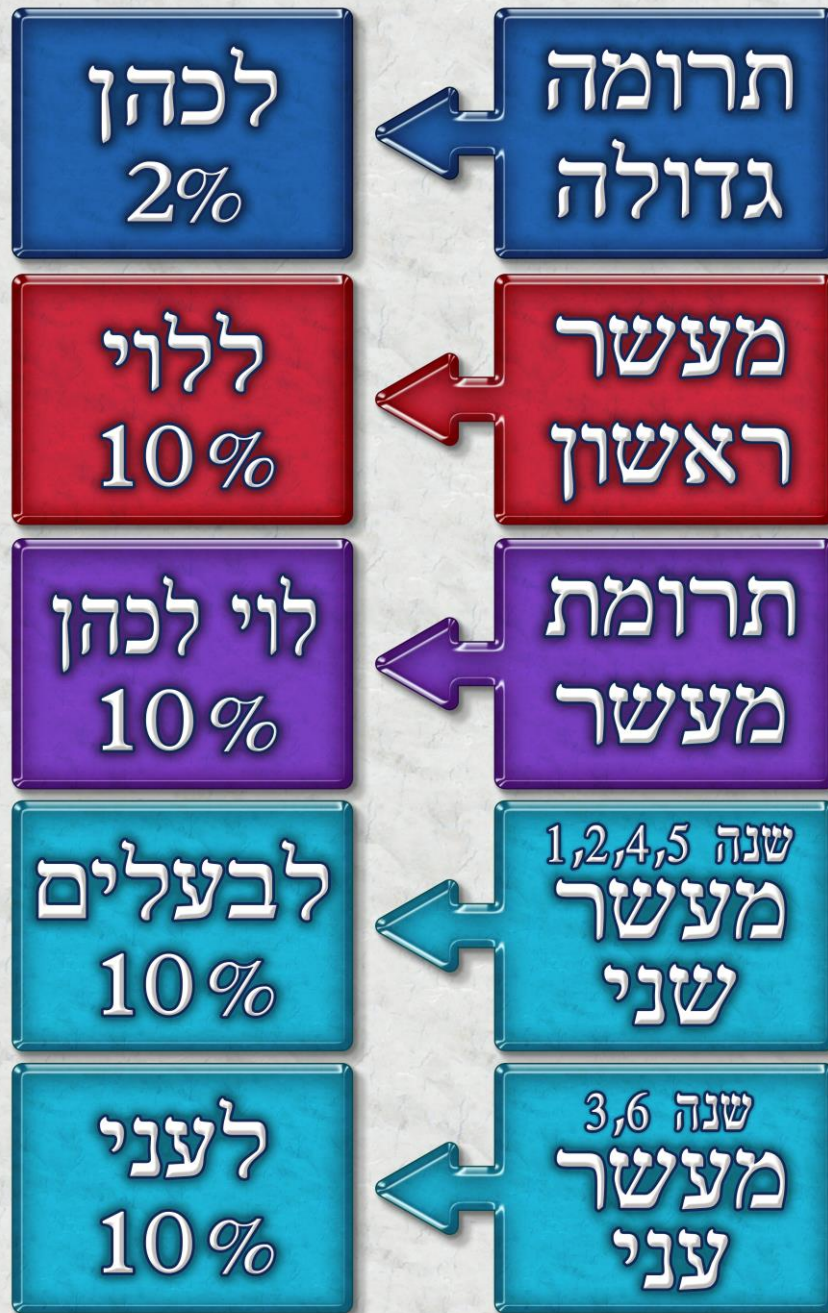 תרומה
גדולה
לכהן
2%
מעשר
ראשון
ללוי
10%
תרומת
מעשר
לוי לכהן
10%
שנה 1,2,4,5
מעשר
שני
לבעלים
10%
שנה 3,6
מעשר
עני
לעני
10%